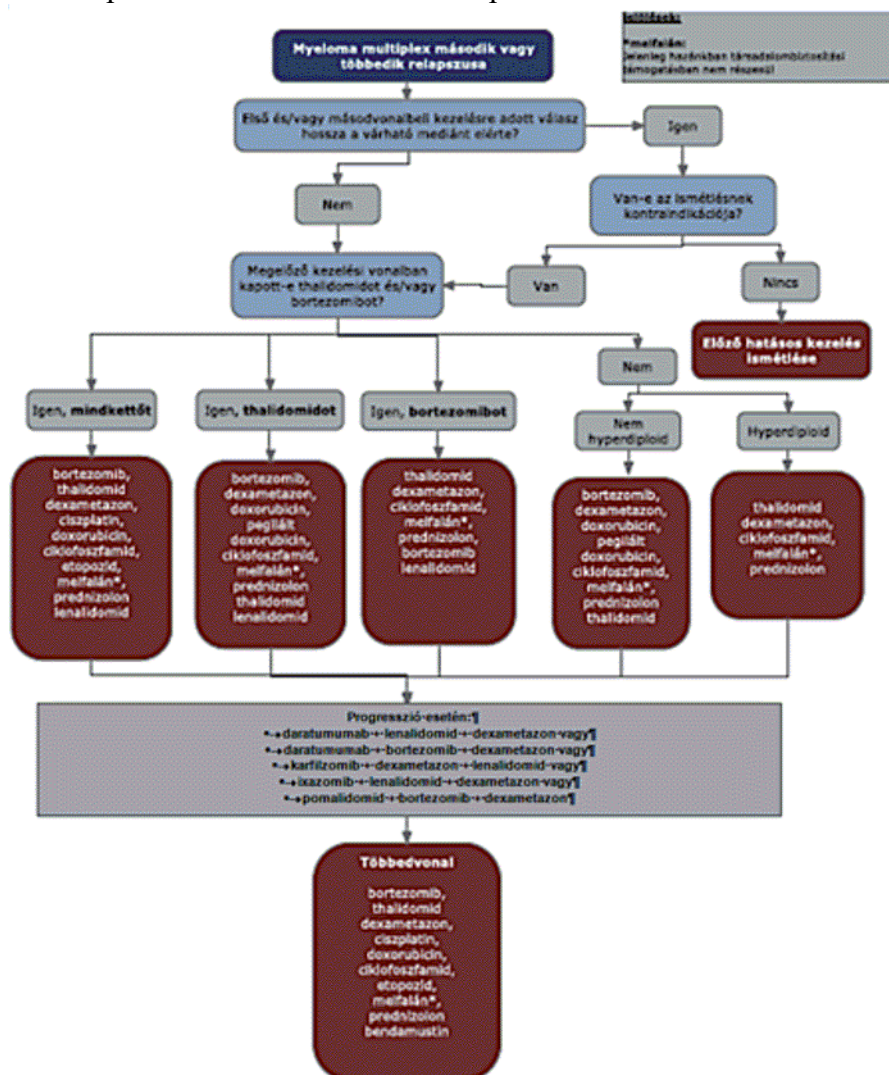 Jelölések:
*melfalán:
Jelenleg hazánkban társadalombiztosítási
támogatásban nem részesül
Myeloma multiplex második vagy
többedik relapszusa
Első és/vagy másodvonalbeli kezelésre adott válasz
hossza a várható mediánt elérte?
Igen
Nem
Van-e az ismétlésnek
kontraindikációja?
Megelőző kezelési vonalban
kapott-e thalidomidot és/vagy
bortezomibot?
Van
Nincs
Előző hatásos kezelés
ismétlése
Nem
Igen, mindkettőt
Igen, thalidomidot
Igen, bortezomibot
Nem
hyperdiploid
Hyperdiploid
bortezomib,
thalidomid
dexametazon,
ciszplatin,
doxorubicin,
ciklofoszfamid,
etopozid,
melfalán*,
prednizolon
lenalidomid
bortezomib,
dexametazon,
doxorubicin,
pegilált
doxorubicin,
ciklofoszfamid,
melfalán*,
prednizolon
thalidomid
lenalidomid
thalidomid
dexametazon,
ciklofoszfamid,
melfalán*,
prednizolon,
bortezomib
lenalidomid
bortezomib,
dexametazon,
doxorubicin,
pegilált
doxorubicin,
ciklofoszfamid,
melfalán*,
prednizolon
thalidomid
thalidomid
dexametazon,
ciklofoszfamid,
melfalán*,
prednizolon
Progresszió·esetén:¶
•→daratumumab·+·lenalidomid·+·dexametazon·vagy¶
•→daratumumab·+·bortezomib·+·dexametazon·vagy¶
•→karfilzomib·+·dexametazon·+·lenalidomid·vagy¶
•→ixazomib·+·lenalidomid·+·dexametazon·vagy¶
•→pomalidomid·+·bortezomib·+·dexametazon¶
Többedvonal
bortezomib,
thalidomid
dexametazon,
ciszplatin,
doxorubicin,
ciklofoszfamid,
etopozid,
melfalán*,
prednizolon
bendamustin